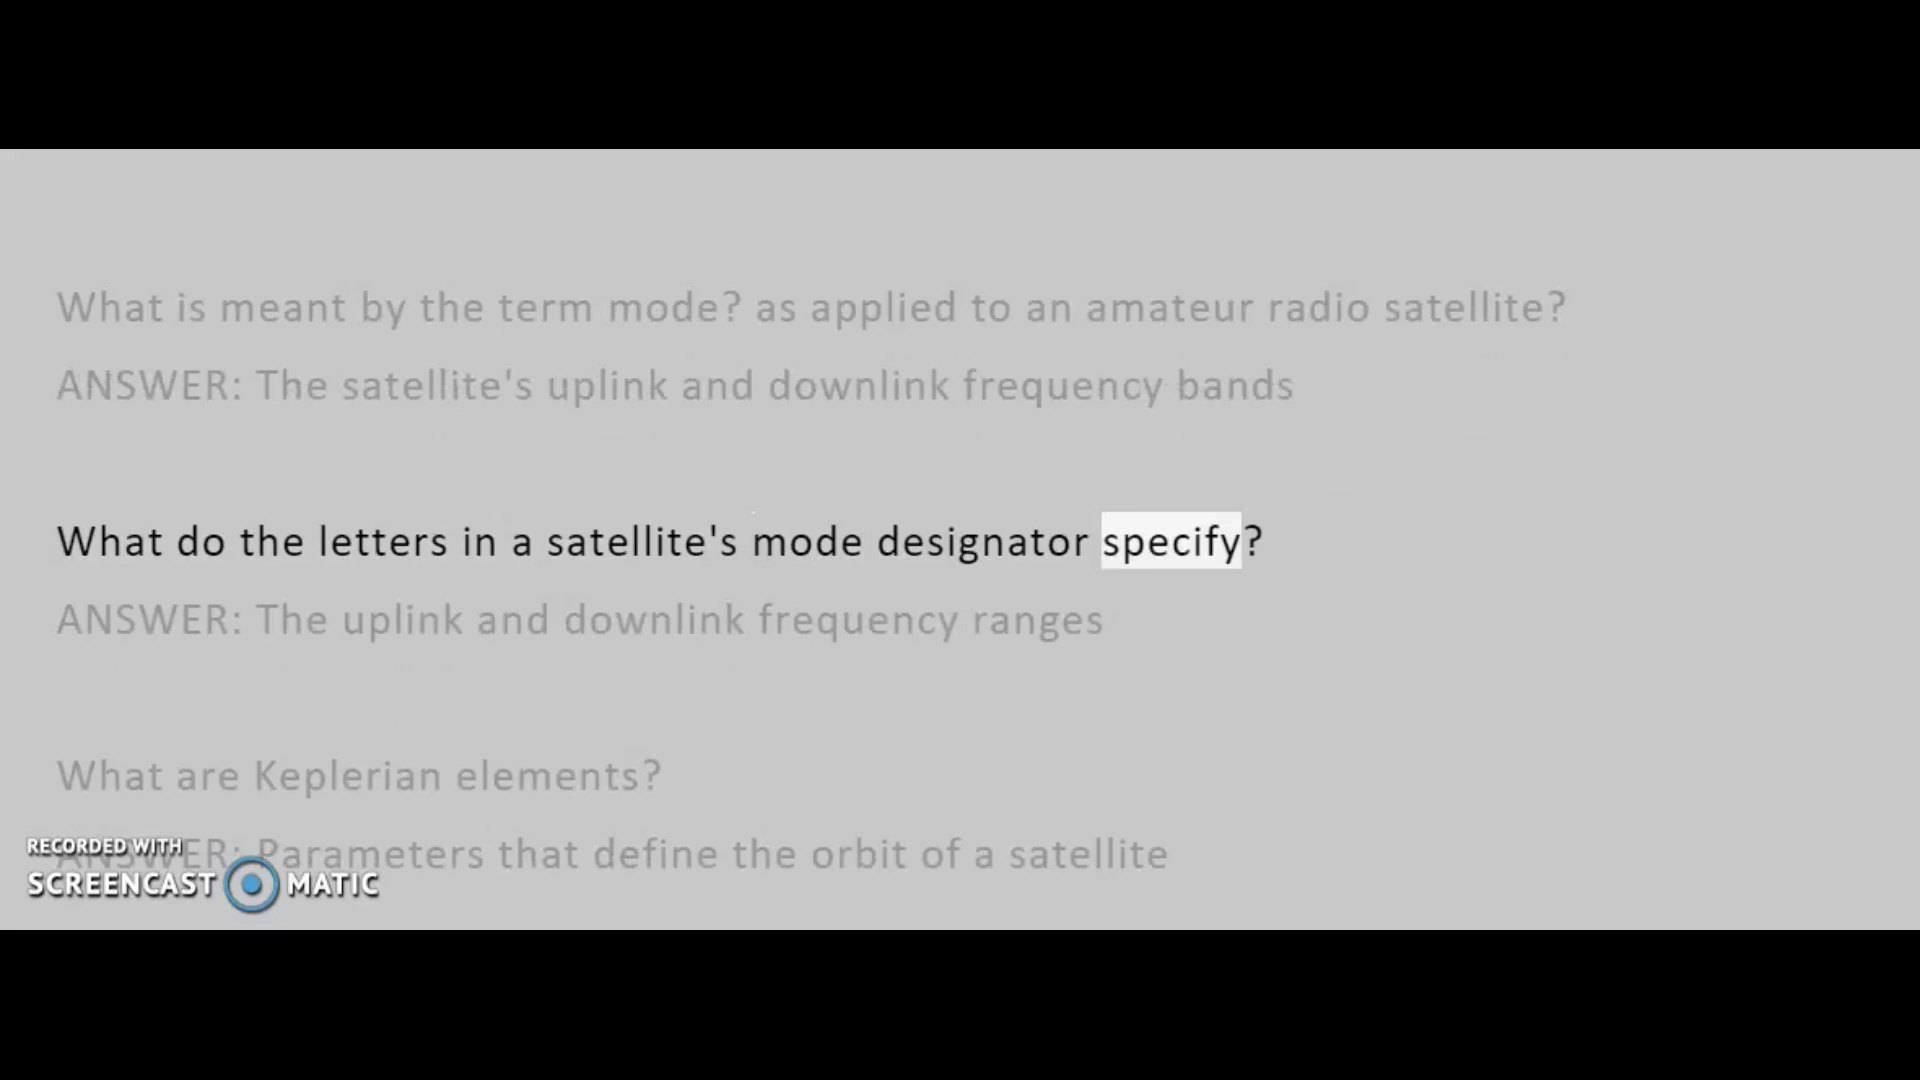 What is meant by the term mode? as applied to an amateur radio satellite?
ANSWER: The satellite's uplink and downlink frequency bands
What do the letters in a satellite's mode designator specify?
ANSWER: The uplink and downlink frequency ranges
What are Keplerian elements?
ANSWER: Parameters that define the orbit of a satellite
RECORDED WITH
SCREENCAST MATIC